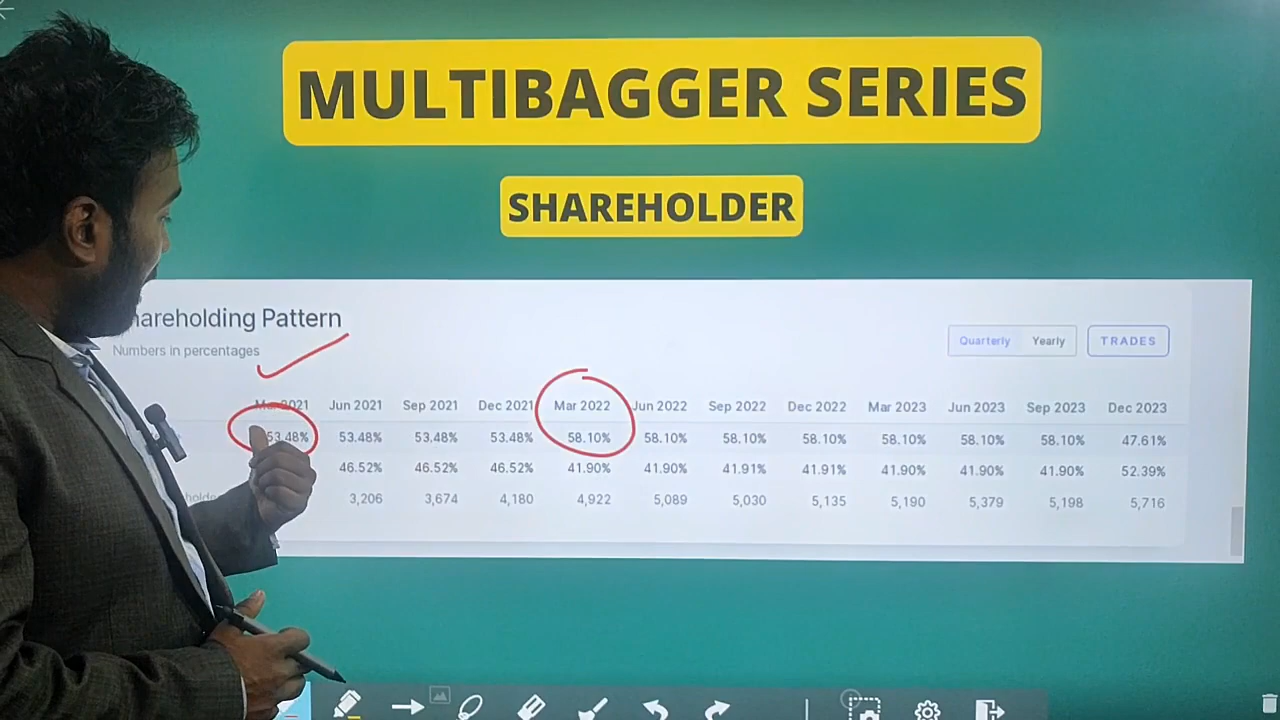 MULTIBAGGER SERIES
SHAREHOLDER
hareholding Pattern
Numbers in percentages
Quarterly Yearly TRADES
Mar 2021 Jun 2021 Sep 2021 Dec 2021 Mar 2022 Jun 2022 Sep 2022 Dec 2022 Mar 2023 Jun 2023 Sep 2023 Dec 2023
53.48% 53.48% 53.48% 53.48% 58.10% 58.10% 58.10% 58.10% 58.10% 58.10% 58.10% 47.61%
46.52% 46.52% 46.52% 41.90% 41.90% 41.91% 41.91% 41.90% 41.90% 41.90% 52.39%
3,206 3,674 4,180 4,922 5,089 5,030 5,135 5,190 5,379 5,198 5,716